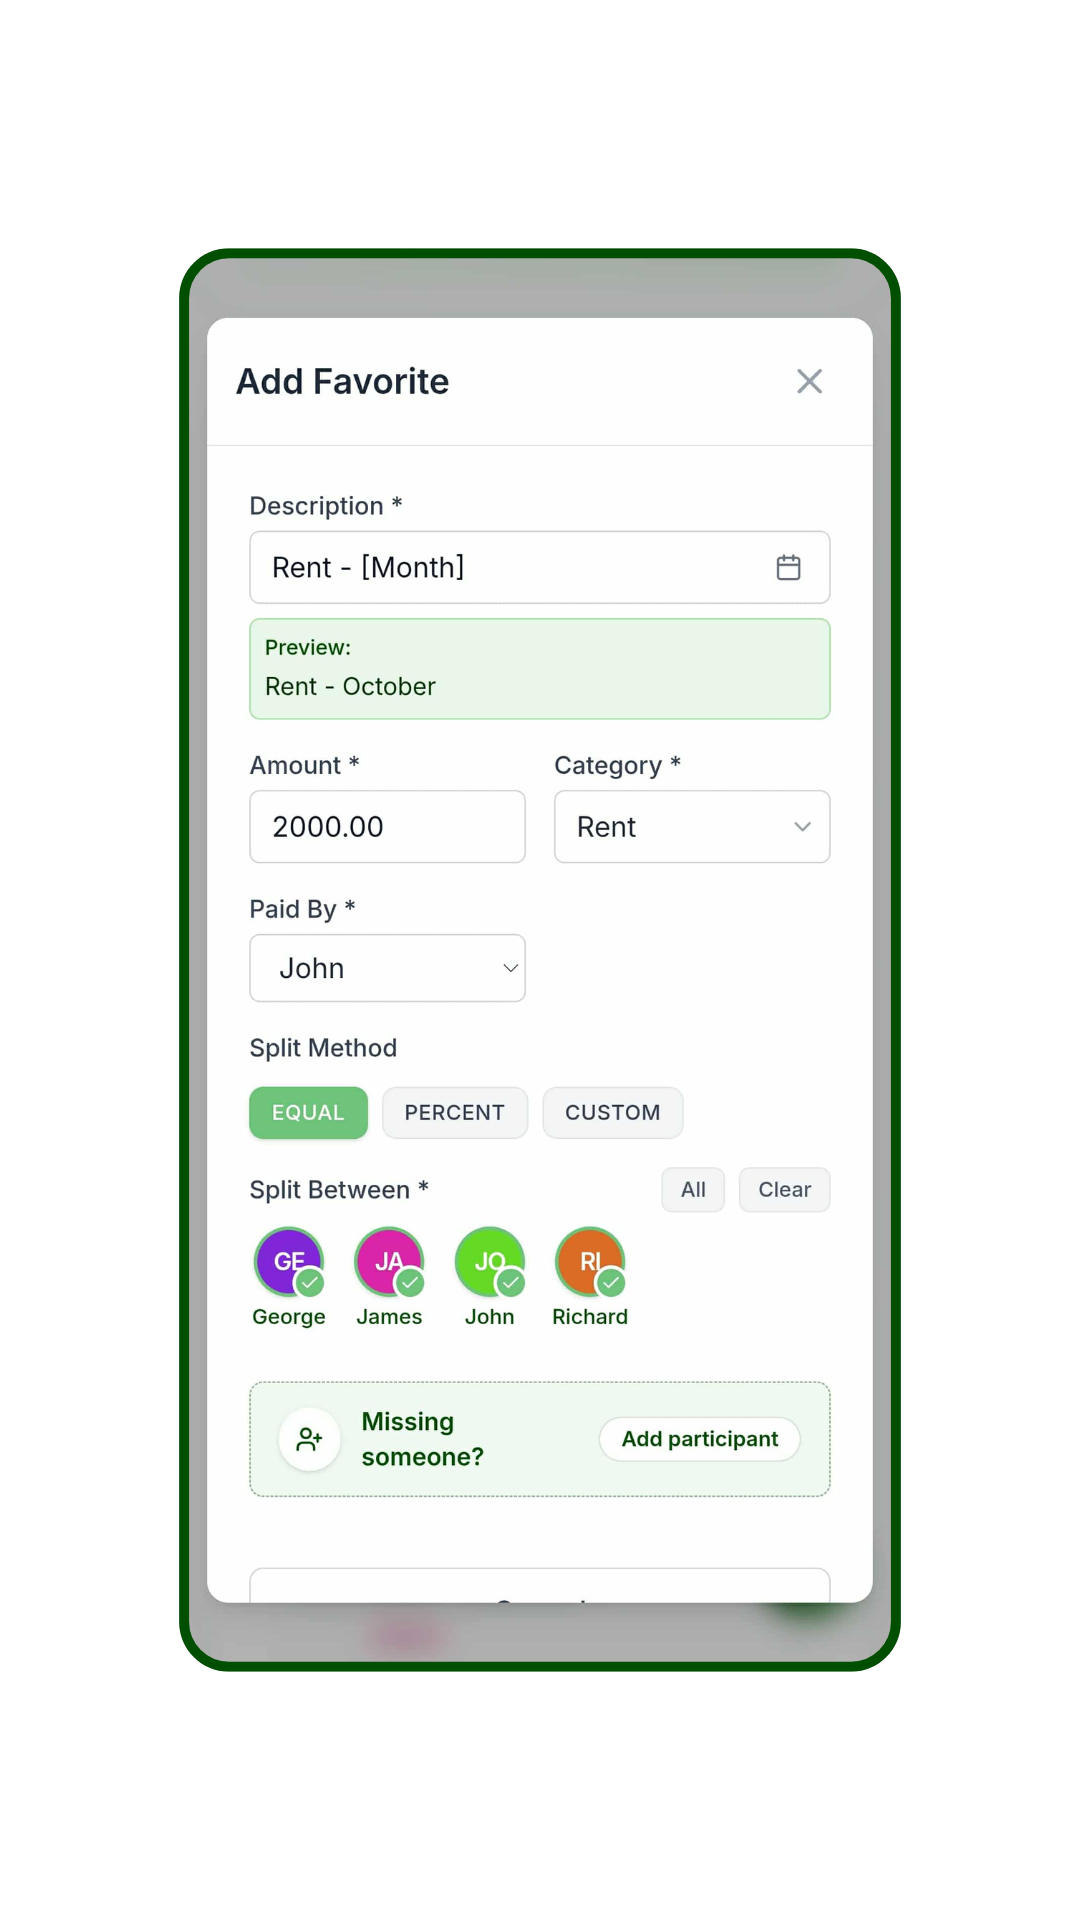 Add Favorite
Description *
Rent - [Month]
Preview:
Rent - October
Amount *
Category *
2000.00
Rent
Paid By *
John
Split Method
EQUAL
PERCENT
CUSTOM
Split Between *
All
Clear
GE
JA
JO
RI
George
James
John
Richard
Missing
someone?
Add participant